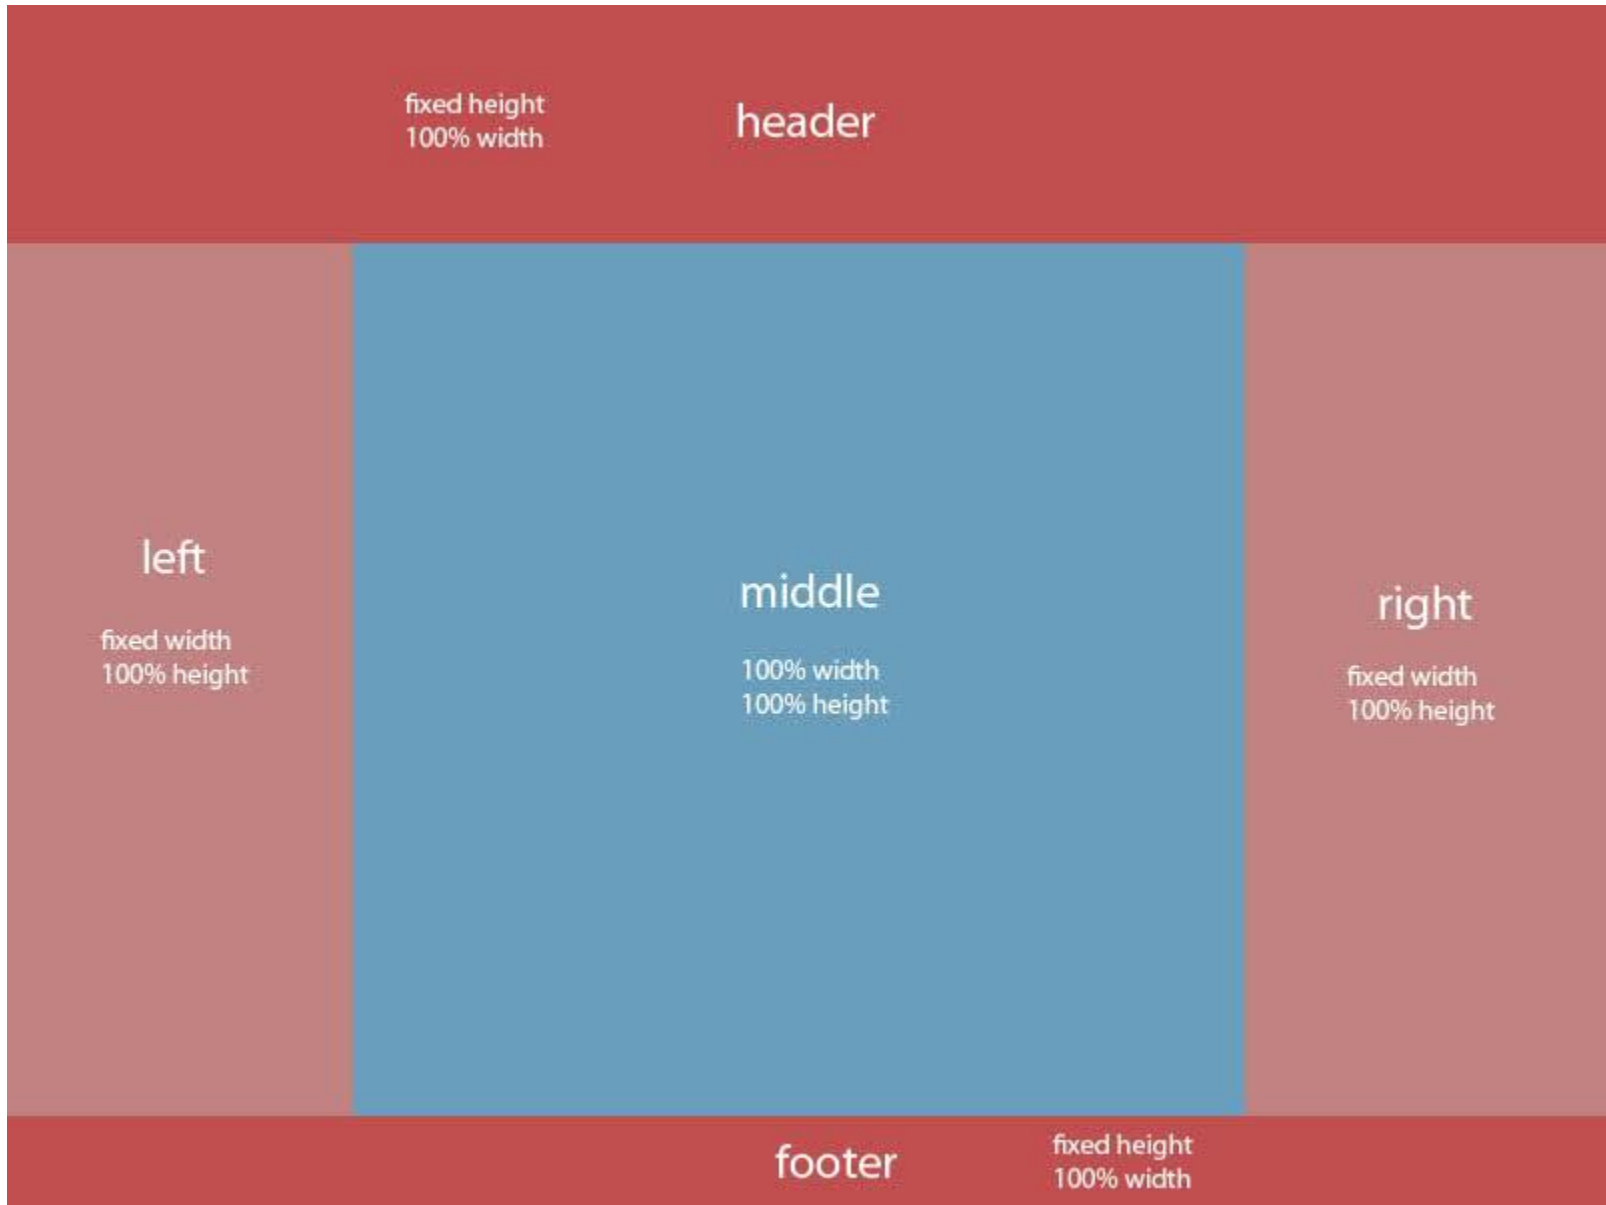 fixed height
100% width
header
left
fixed width
100% height
middle
100% width
100% height
right
fixed width
100% height
footer
fixed height
100% width